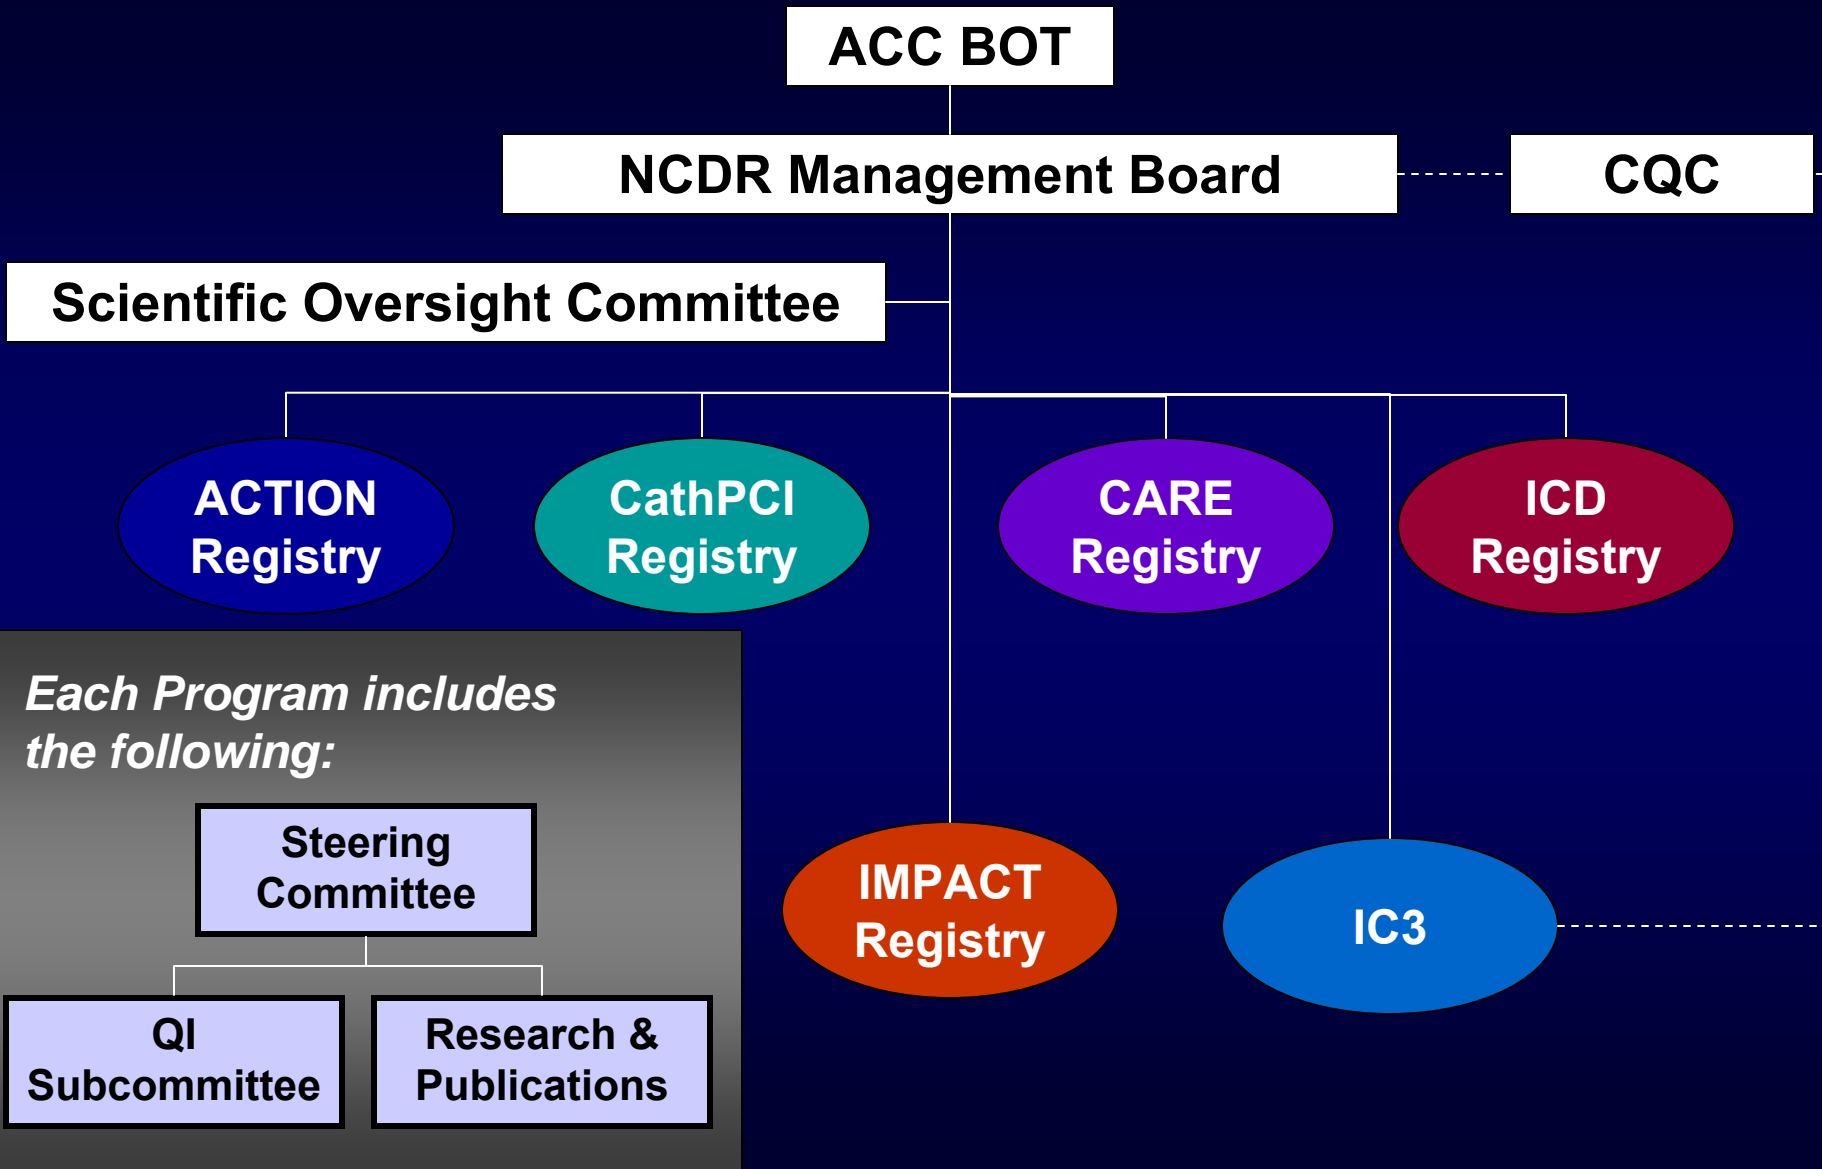 ACC BOT
NCDR Management Board
CQC
Scientific Oversight Committee
ACTION
Registry
CathPCI
Registry
CARE
Registry
ICD
Registry
Each Program includes
the following:
Steering
Committee
QI
Subcommittee
Research &
Publications
IMPACT
Registry
IC3